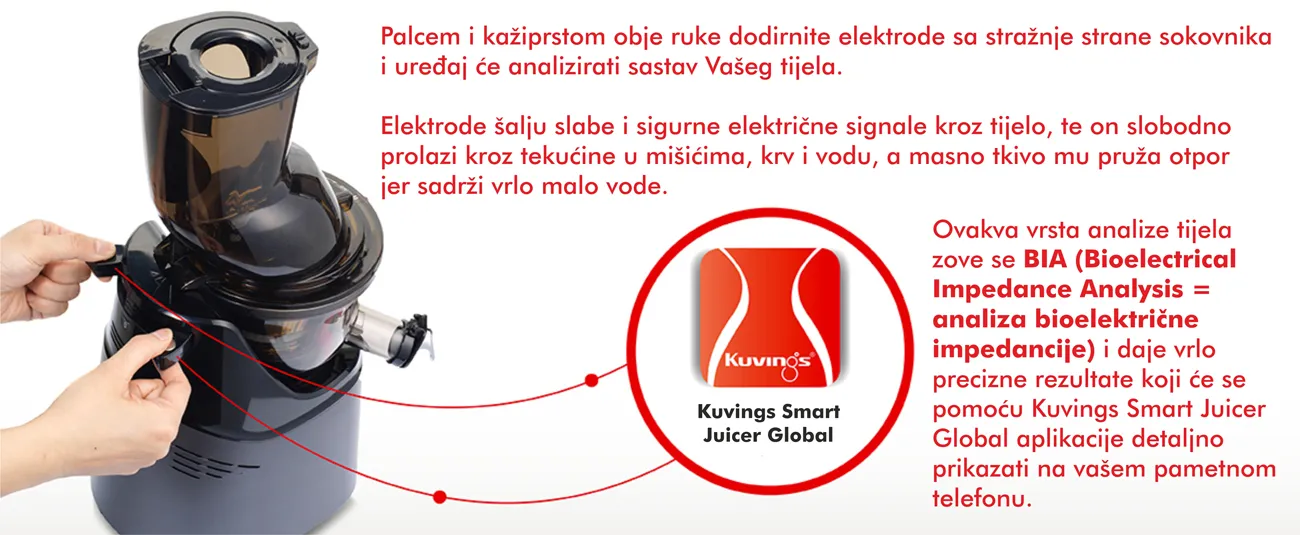 Palcem i kažiprstom obje ruke dodirnite elektrode sa stražnje strane sokovnika
i uređaj će analizirati sastav Vašeg tijela.
Elektrode šalju slabe i sigurne električne signale kroz tijelo, te on slobodno
prolazi kroz tekućine u mišićima, krv i vodu, a masno tkivo mu pruža otpor
jer sadrži vrlo malo vode.
Kuvings®
Kuvings Smart
Juicer Global
Ovakva vrsta analize tijela
zove se BIA (Bioelectrical
Impedance Analysis =
analiza bioelektrične
impedancije) i daje vrlo
precizne rezultate koji će se
pomoću Kuvings Smart Juicer
Global aplikacije detaljno
prikazati na vašem pametnom
telefonu.